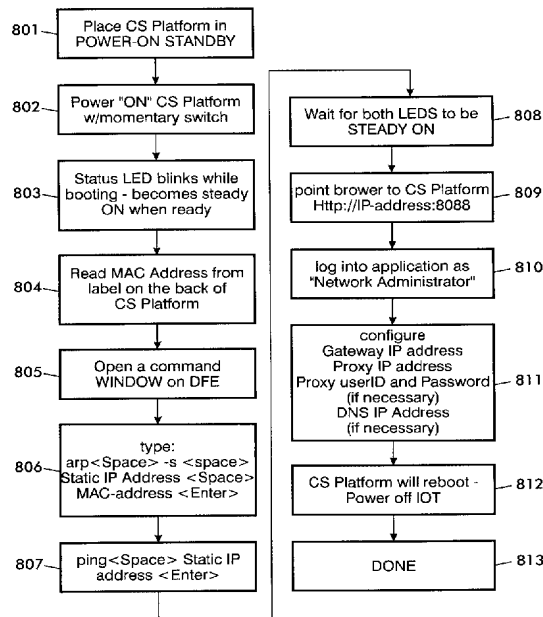 801
Place CS Platform in
POWER-ON STANDBY
802
Power "ON" CS Platform
w/momentary switch
803
Status LED blinks while
booting - becomes steady
ON when ready
804
Read MAC Address from
label on the back of
CS Platform
805
Open a command
WINDOW on DFE
806
type:
arp<Space> -s <space>
Static IP Address <Space>
MAC-address <Enter>
807
ping<Space> Static IP
address <Enter>
Wait for both LEDS to be
STEADY ON
808
point brower to CS Platform
Http://IP-address:8088
809
log into application as
"Network Administrator"
810
configure
Gateway IP address
Proxy IP address
Proxy userID and Password
(if necessary)
DNS IP Address
(if necessary)
811
CS Platform will reboot -
Power off IOT
812
DONE
813